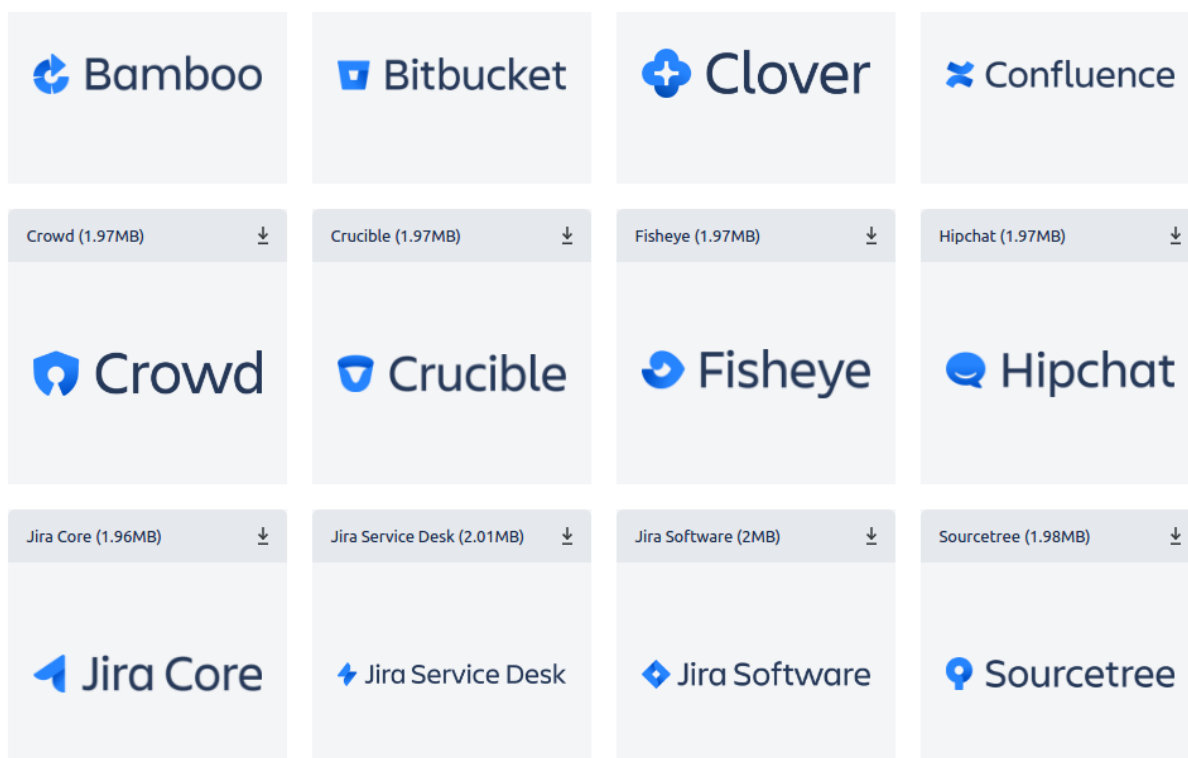 Bamboo
Bitbucket
Clover
Confluence
Crowd (1.97MB)
Crucible (1.97MB)
Fisheye (1.97MB)
Hipchat (1.97MB)
Crowd
Crucible
Fisheye
Hipchat
Jira Core (1.96MB)
Jira Service Desk (2.01MB)
Jira Software (2MB)
Sourcetree (1.98MB)
Jira Core
Jira Service Desk
Jira Software
Sourcetree